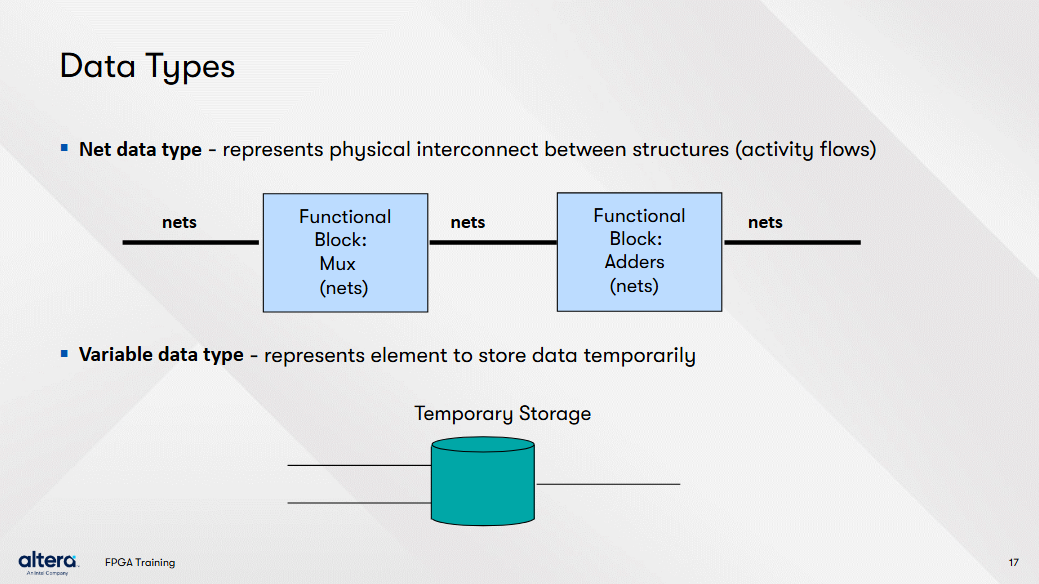 Data Types
Net data type - represents physical interconnect between structures (activity flows)
nets
Functional
Block:
Mux
(nets)
nets
Functional
Block:
Adders
(nets)
nets
Variable data type - represents element to store data temporarily
Temporary Storage
altera.
An Intel Company
FPGA Training
17